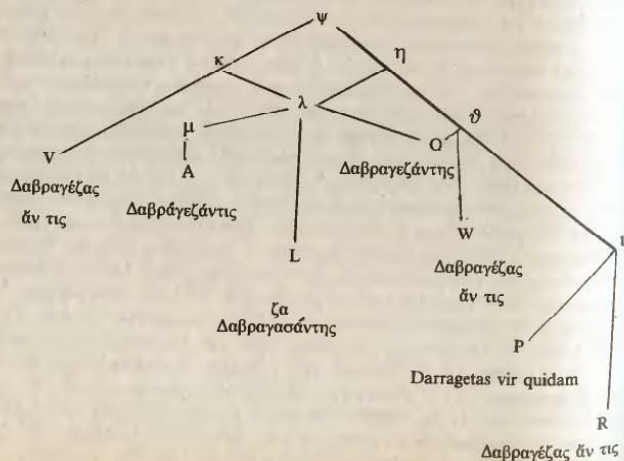 ψ
κ
η
λ
μ
ϑ
V
Q
Α
Δαβραγέζας
Δαβραγεζάντης
ἄν τις
Δαβράγεζάντις
W
L
ι
Δαβραγέζας
ἄν τις
ζα
Δαβραγασάντης
P
Darragetas vir quidam
R
Δαβραγέζας ἄν τις